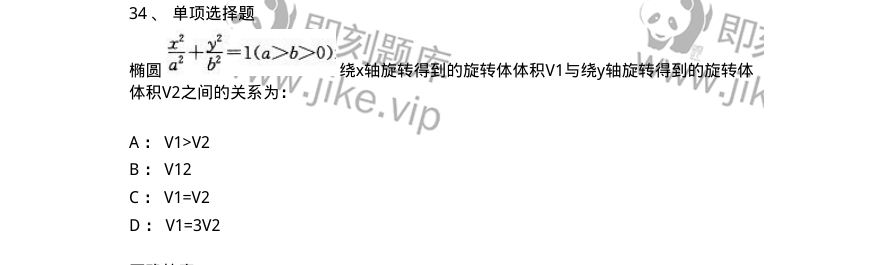 34 、 单项选择题
椭圆 x²/a² + y²/b² =1(a>b>0) 绕x轴旋转得到的旋转体体积V1与绕y轴旋转得到的旋转体
体积V2之间的关系为：
A ： V1>V2
B ： V12
C ： V1=V2
D ： V1=3V2
即刻题库
www.jike.vip